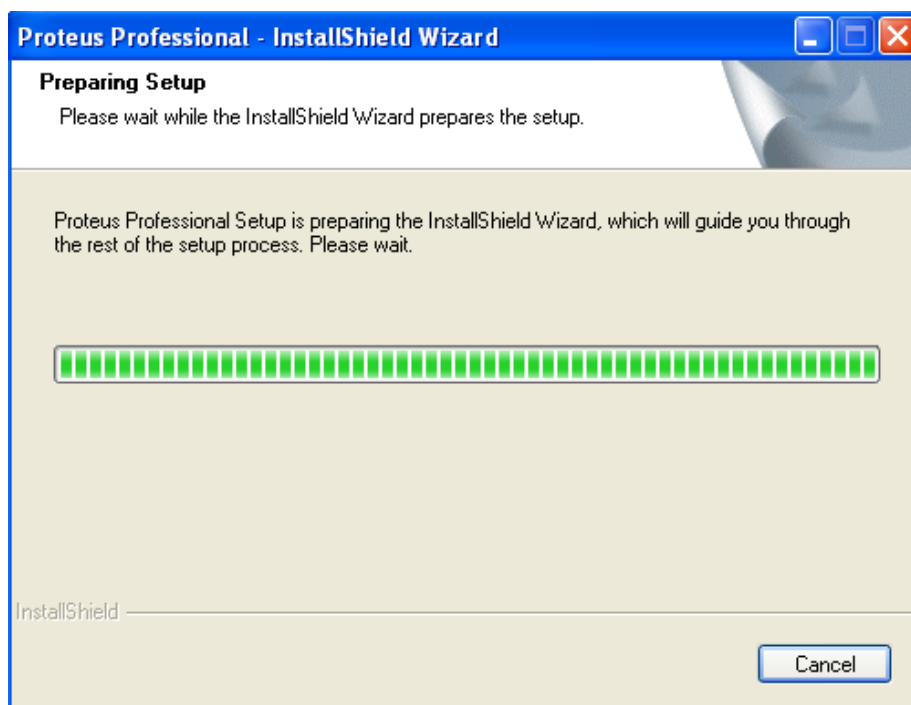 Proteus Professional - InstallShield Wizard
Preparing Setup
Please wait while the InstallShield Wizard prepares the setup.
Proteus Professional Setup is preparing the InstallShield Wizard, which will guide you through
the rest of the setup process. Please wait.
InstallShield
Cancel